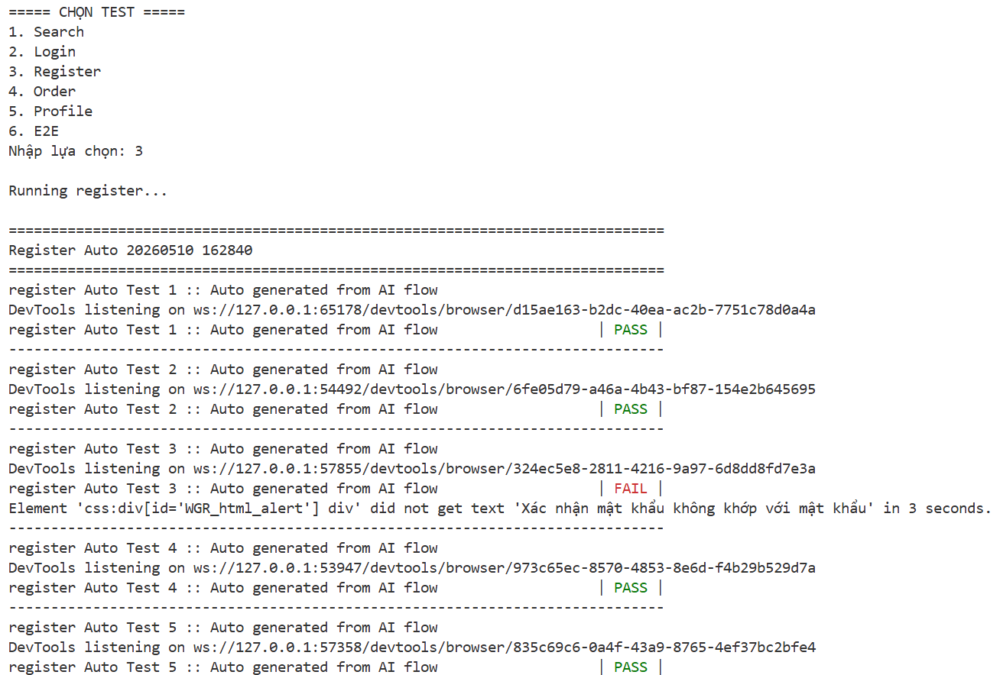 ===== CHỌN TEST =====
1. Search
2. Login
3. Register
4. Order
5. Profile
6. E2E
Nhập lựa chọn: 3
Running register...
==============================================================================
Register Auto 20260510 162840
==============================================================================
register Auto Test 1 :: Auto generated from AI flow
DevTools listening on ws://127.0.0.1:65178/devtools/browser/d15ae163-b2dc-40ea-ac2b-7751c78d0a4a
register Auto Test 1 :: Auto generated from AI flow                   | PASS |
------------------------------------------------------------------------------
register Auto Test 2 :: Auto generated from AI flow
DevTools listening on ws://127.0.0.1:54492/devtools/browser/6fe05d79-a46a-4b43-bf87-154e2b645695
register Auto Test 2 :: Auto generated from AI flow                   | PASS |
------------------------------------------------------------------------------
register Auto Test 3 :: Auto generated from AI flow
DevTools listening on ws://127.0.0.1:57855/devtools/browser/324ec5e8-2811-4216-9a97-6d8dd8fd7e3a
register Auto Test 3 :: Auto generated from AI flow                   | FAIL |
Element 'css:div[id='WGR_html_alert'] div' did not get text 'Xác nhận mật khẩu không khớp với mật khẩu' in 3 seconds.
------------------------------------------------------------------------------
register Auto Test 4 :: Auto generated from AI flow
DevTools listening on ws://127.0.0.1:53947/devtools/browser/973c65ec-8570-4853-8e6d-f4b29b529d7a
register Auto Test 4 :: Auto generated from AI flow                   | PASS |
------------------------------------------------------------------------------
register Auto Test 5 :: Auto generated from AI flow
DevTools listening on ws://127.0.0.1:57358/devtools/browser/835c69c6-0a4f-43a9-8765-4ef37bc2bfe4
register Auto Test 5 :: Auto generated from AI flow                   | PASS |